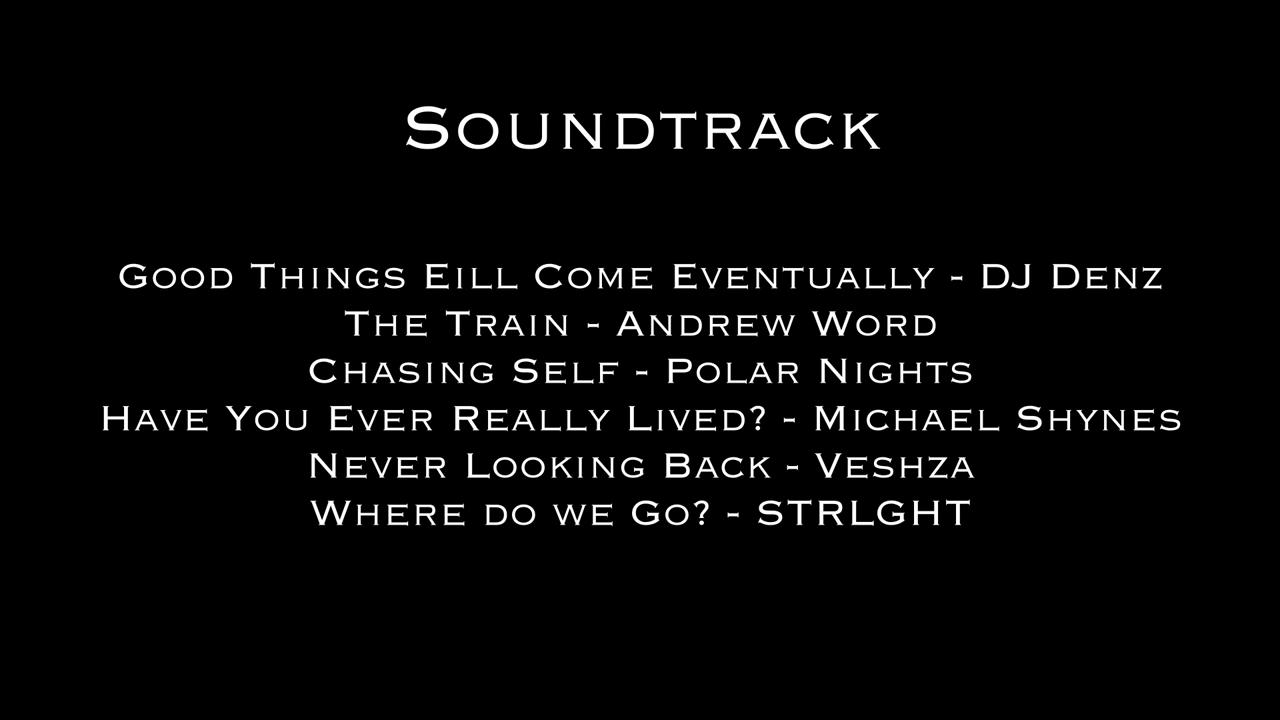 Soundtrack
Good Things Eill Come Eventually - DJ Denz
The Train - Andrew Word
Chasing Self - Polar Nights
Have You Ever Really Lived? - Michael Shynes
Never Looking Back - Veshza
Where do we Go? - STRLGHT